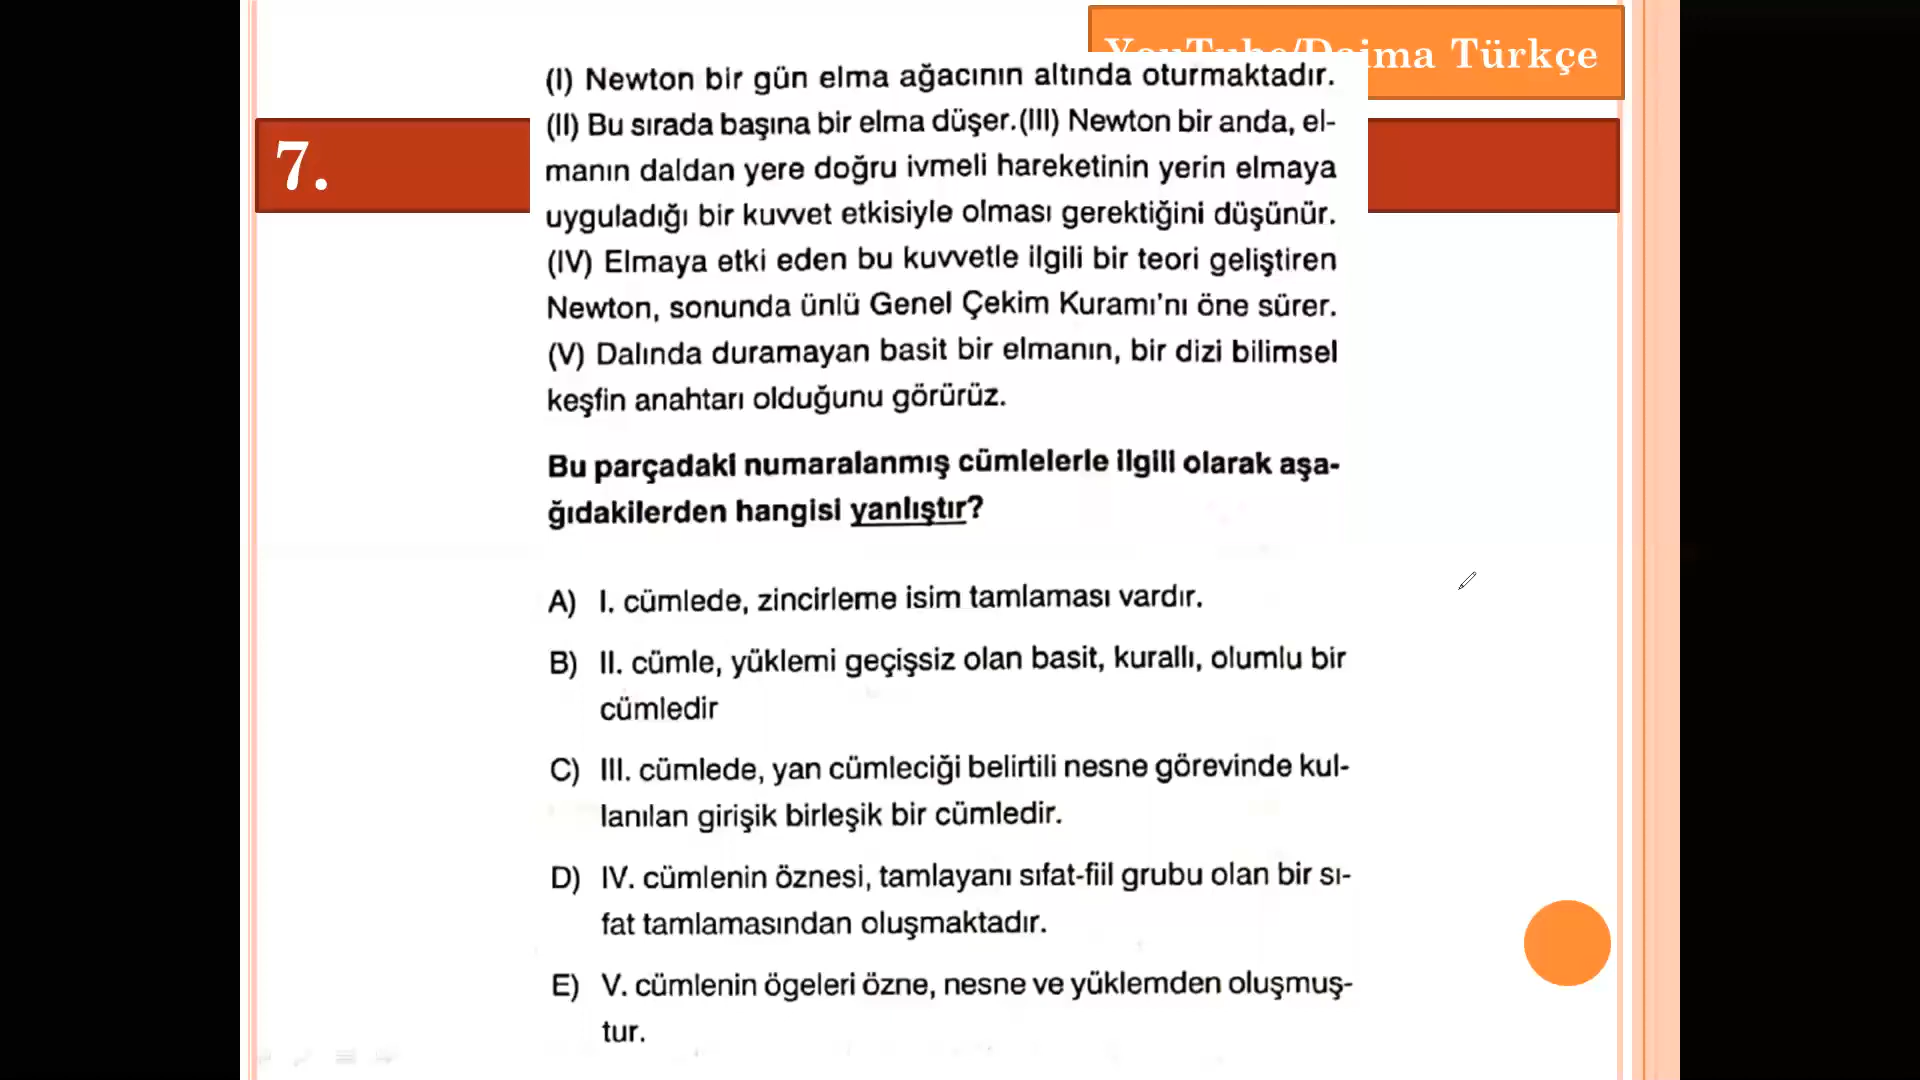 YouTube/Daima Türkçe
7.
(I) Newton bir gün elma ağacının altında oturmaktadır.
(II) Bu sırada başına bir elma düşer.(III) Newton bir anda, el-
manın daldan yere doğru ivmeli hareketinin yerin elmaya
uyguladığı bir kuvvet etkisiyle olması gerektiğini düşünür.
(IV) Elmaya etki eden bu kuvvetle ilgili bir teori geliştiren
Newton, sonunda ünlü Genel Çekim Kuramı'nı öne sürer.
(V) Dalında duramayan basit bir elmanın, bir dizi bilimsel
keşfin anahtarı olduğunu görürüz.
Bu parçadaki numaralanmış cümlelerle ilgili olarak aşa-
ğıdakilerden hangisi yanlıştır?
A) I. cümlede, zincirleme isim tamlaması vardır.
B) II. cümle, yüklemi geçişsiz olan basit, kurallı, olumlu bir
cümledir
C) III. cümlede, yan cümleciği belirtili nesne görevinde kul-
lanılan girişik birleşik bir cümledir.
D) IV. cümlenin öznesi, tamlayanı sıfat-fiil grubu olan bir sı-
fat tamlamasından oluşmaktadır.
E) V. cümlenin ögeleri özne, nesne ve yüklemden oluşmuş-
tur.